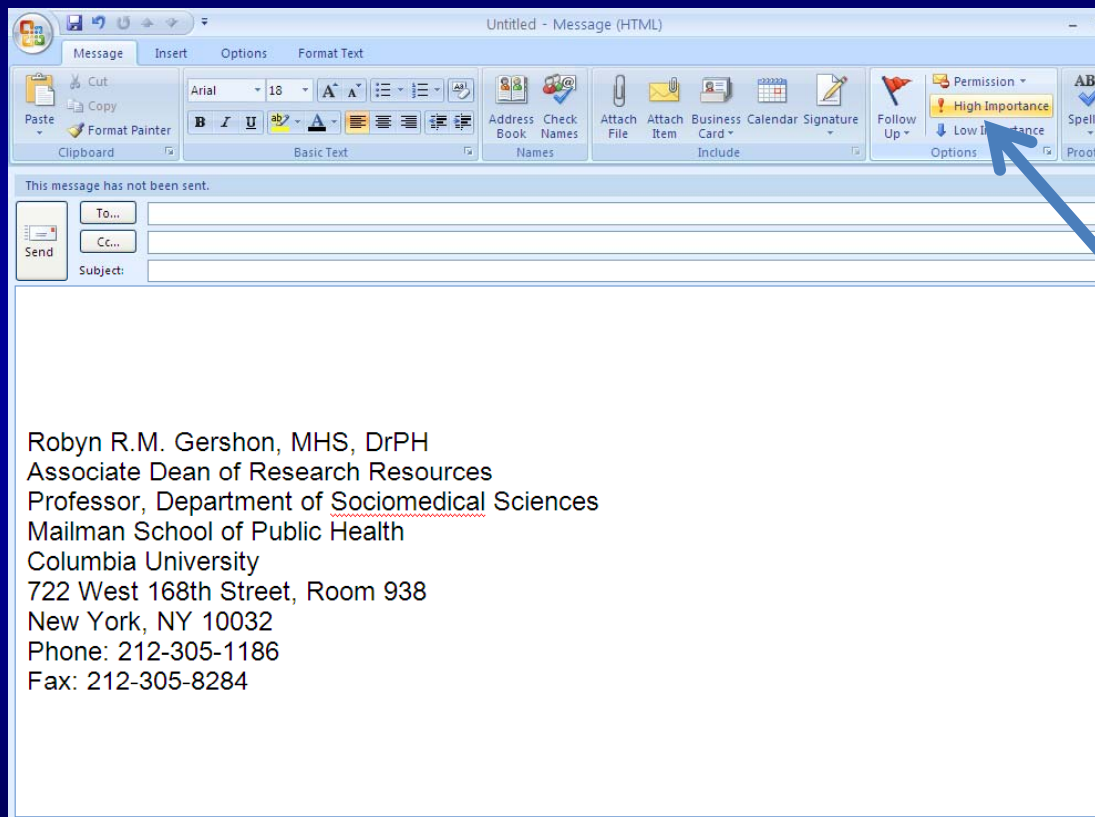 Untitled - Message (HTML)
Message Insert Options Format Text
Cut
Copy
Paste
Format Painter
Clipboard
Arial 18
B I U
Basic Text
Address Book
Check Names
Names
Attach File
Attach Item
Business Card
Calendar
Signature
Include
Follow Up
Permission
High Importance
Low Importance
Options
This message has not been sent.
To...
Cc...
Send
Subject:
Robyn R.M. Gershon, MHS, DrPH
Associate Dean of Research Resources
Professor, Department of Sociomedical Sciences
Mailman School of Public Health
Columbia University
722 West 168th Street, Room 938
New York, NY 10032
Phone: 212-305-1186
Fax: 212-305-8284